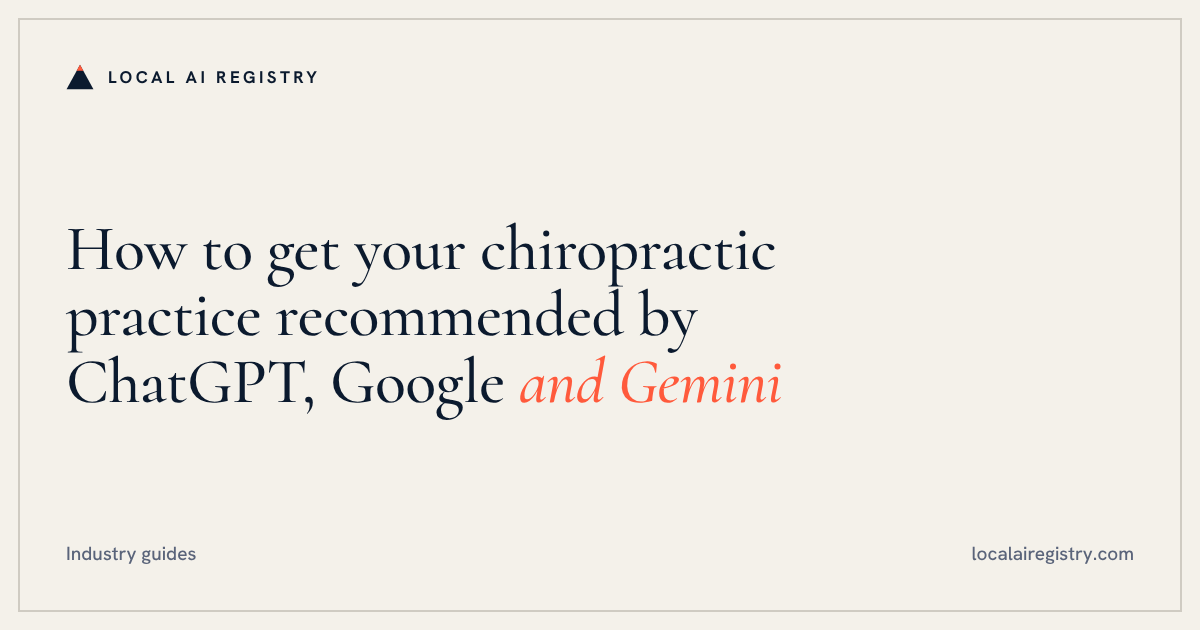 LOCAL AI REGISTRY
How to get your chiropractic
practice recommended by
ChatGPT, Google and Gemini
Industry guides
localairegistry.com